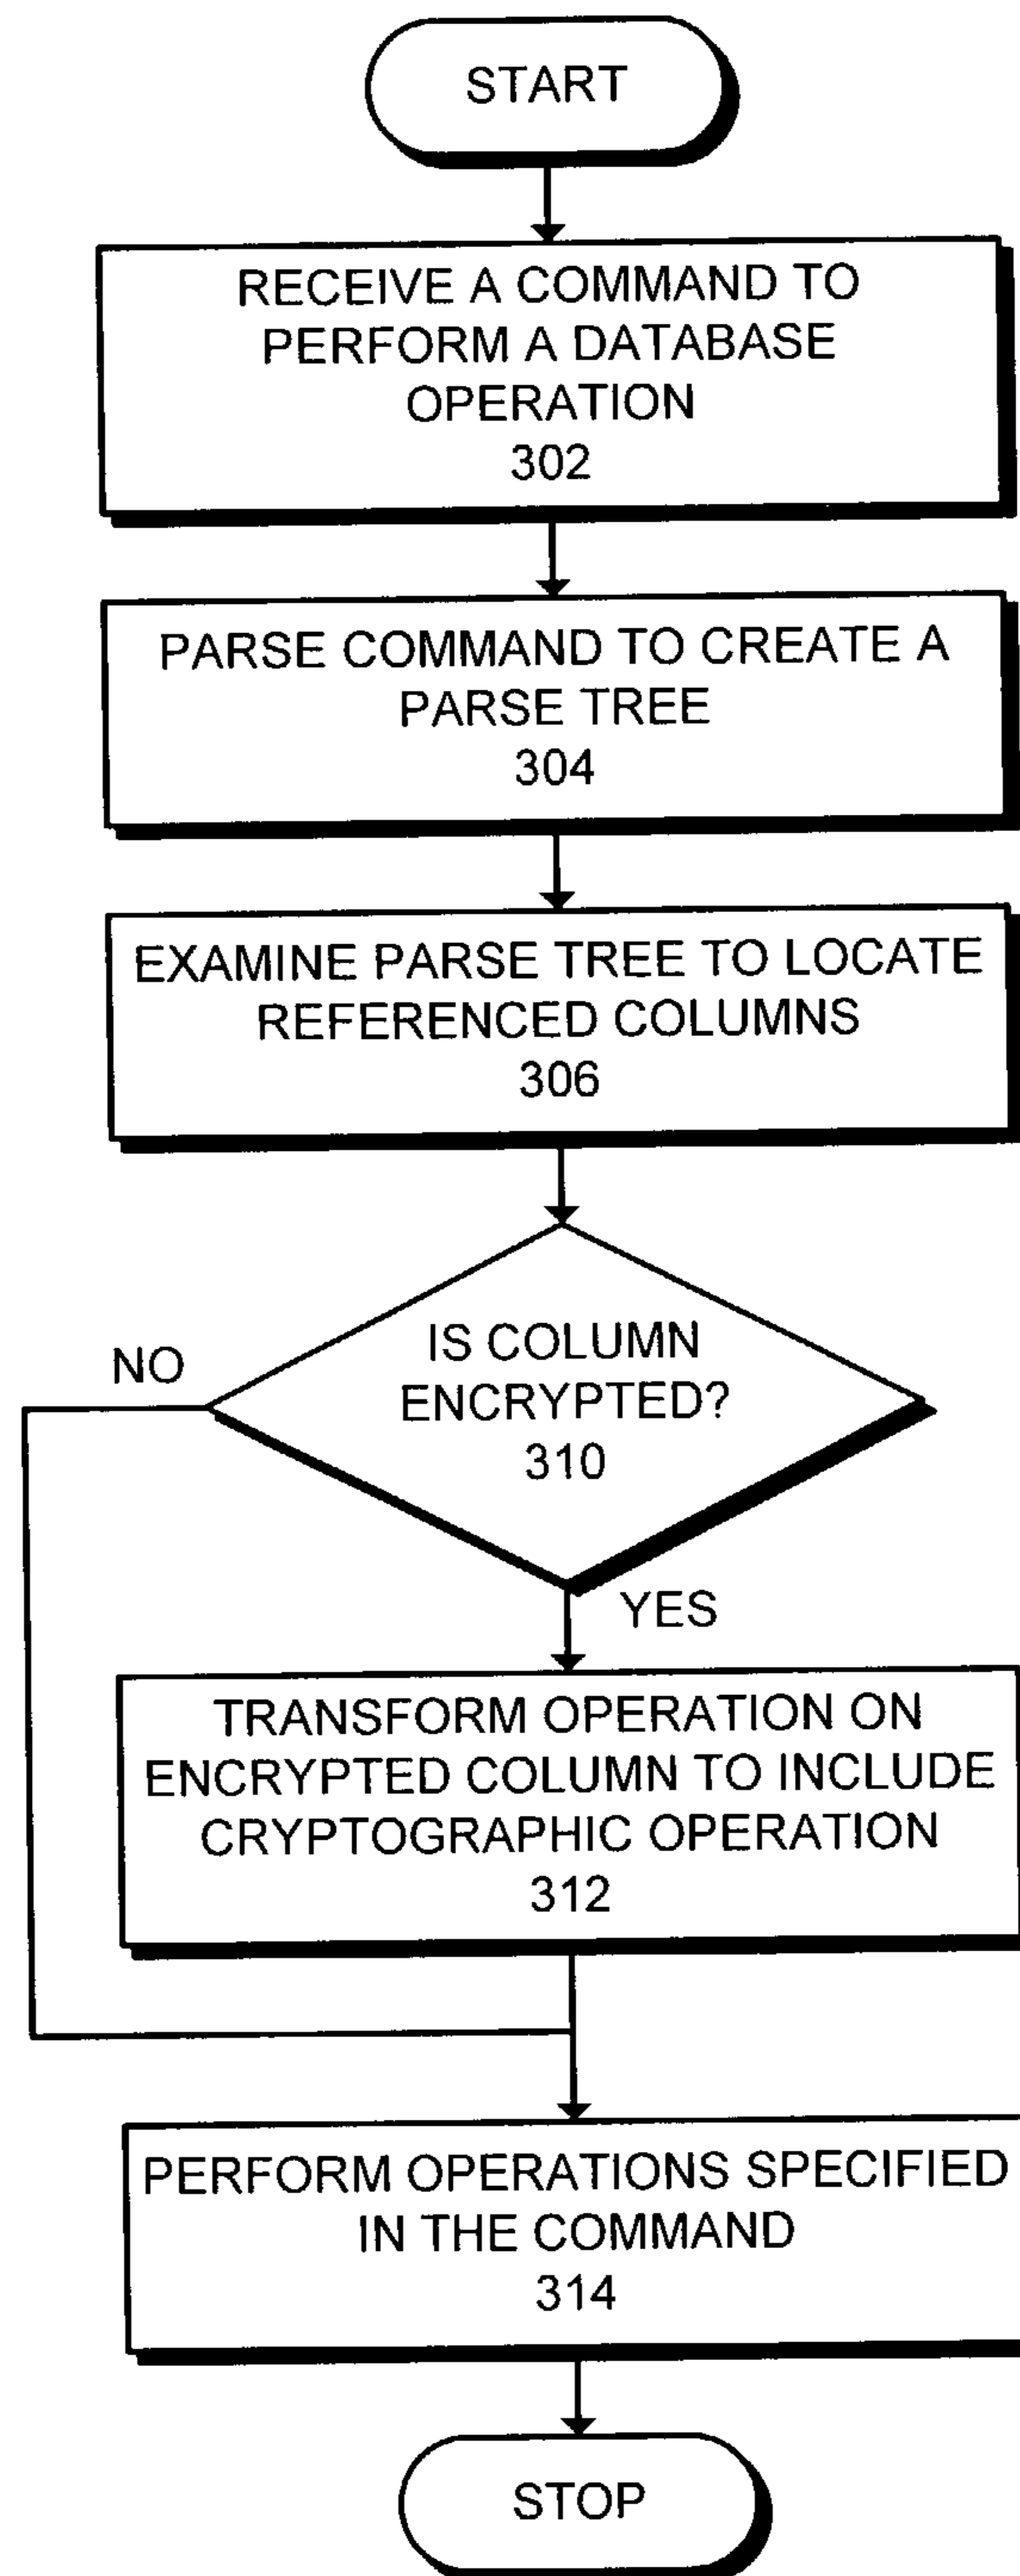 START
RECEIVE A COMMAND TO
PERFORM A DATABASE
OPERATION
302
PARSE COMMAND TO CREATE A
PARSE TREE
304
EXAMINE PARSE TREE TO LOCATE
REFERENCED COLUMNS
306
IS COLUMN
ENCRYPTED?
310
NO
YES
TRANSFORM OPERATION ON
ENCRYPTED COLUMN TO INCLUDE
CRYPTOGRAPHIC OPERATION
312
PERFORM OPERATIONS SPECIFIED
IN THE COMMAND
314
STOP